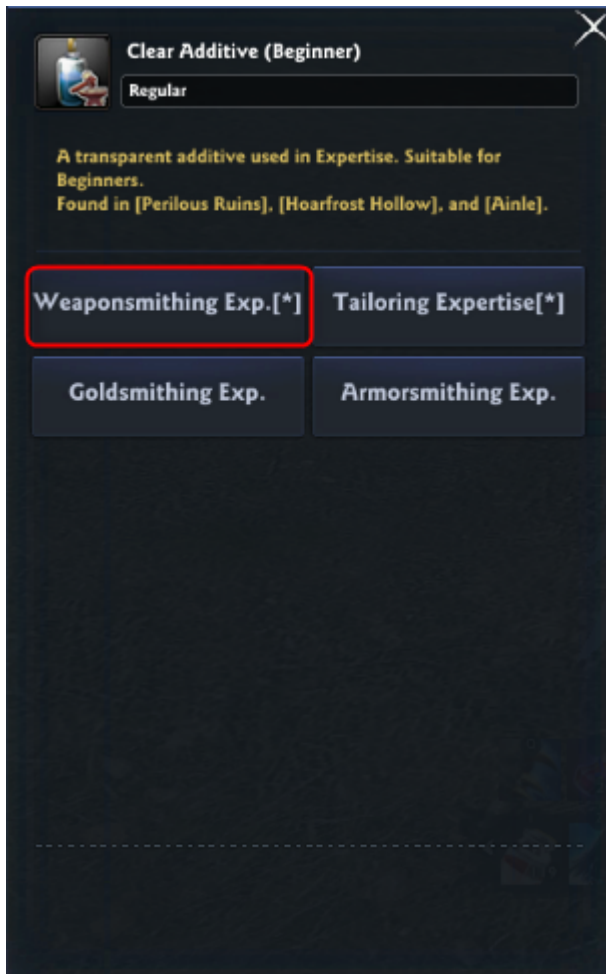 Clear Additive (Beginner)
Regular
A transparent additive used in Expertise. Suitable for
Beginners.
Found in [Perilous Ruins], [Hoarfrost Hollow], and [Ainle].
Weaponsmithing Exp.[*]
Tailoring Expertise[*]
Goldsmithing Exp.
Armorsmithing Exp.